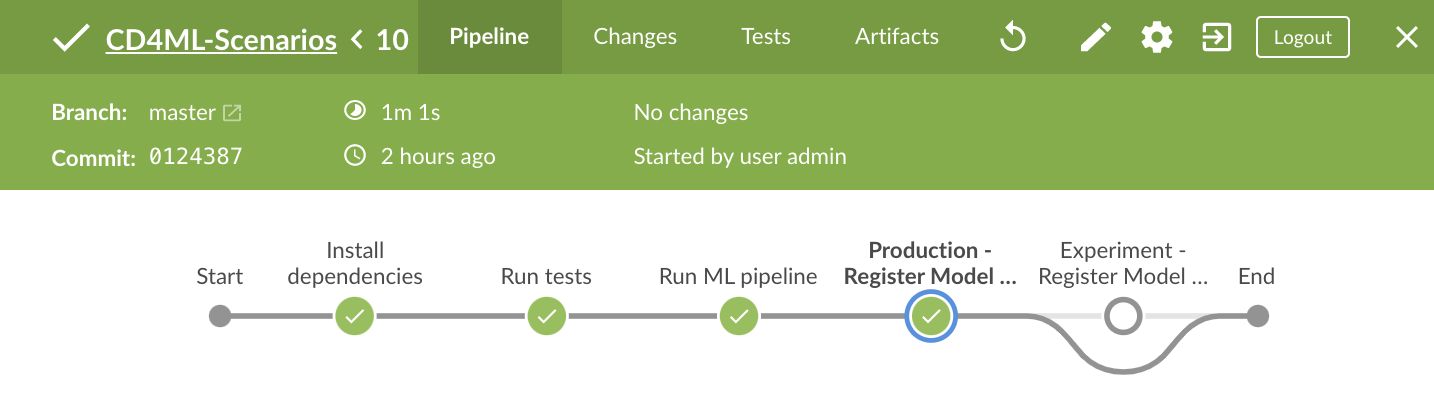 CD4ML-Scenarios < 10 Pipeline Changes Tests Artifacts Logout
Branch: master 1m 1s No changes
Commit: 0124387 2 hours ago Started by user admin
Start
Install
dependencies
Run tests
Run ML pipeline
Production -
Register Model ...
Experiment -
Register Model ...
End